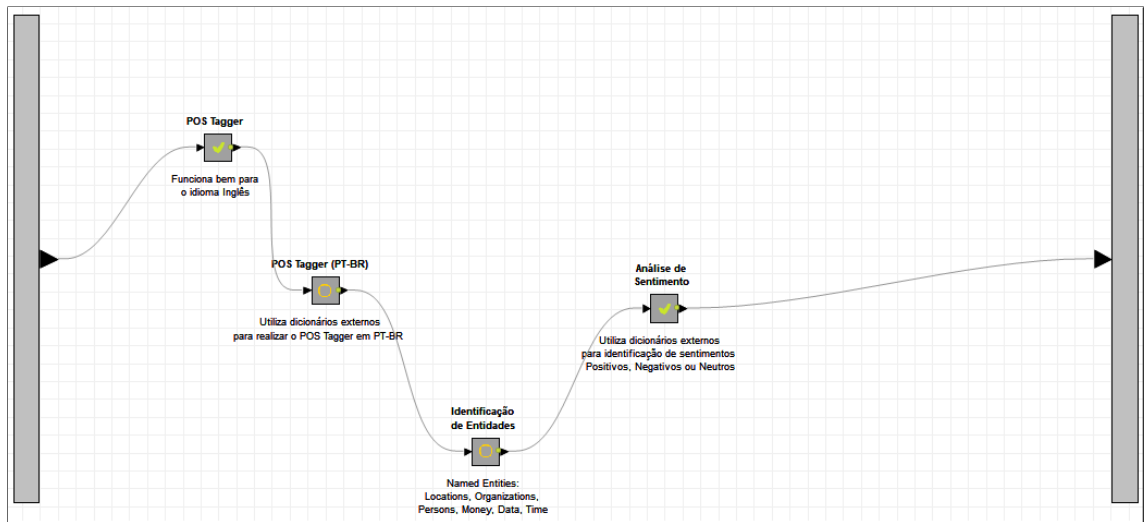 POS Tagger
Funciona bem para
o idioma Inglês
POS Tagger (PT-BR)
Utiliza dicionários externos
para realizar o POS Tagger em PT-BR
Identificação
de Entidades
Named Entities:
Locations, Organizations,
Persons, Money, Data, Time
Análise de
Sentimento
Utiliza dicionários externos
para identificação de sentimentos
Positivos, Negativos ou Neutros